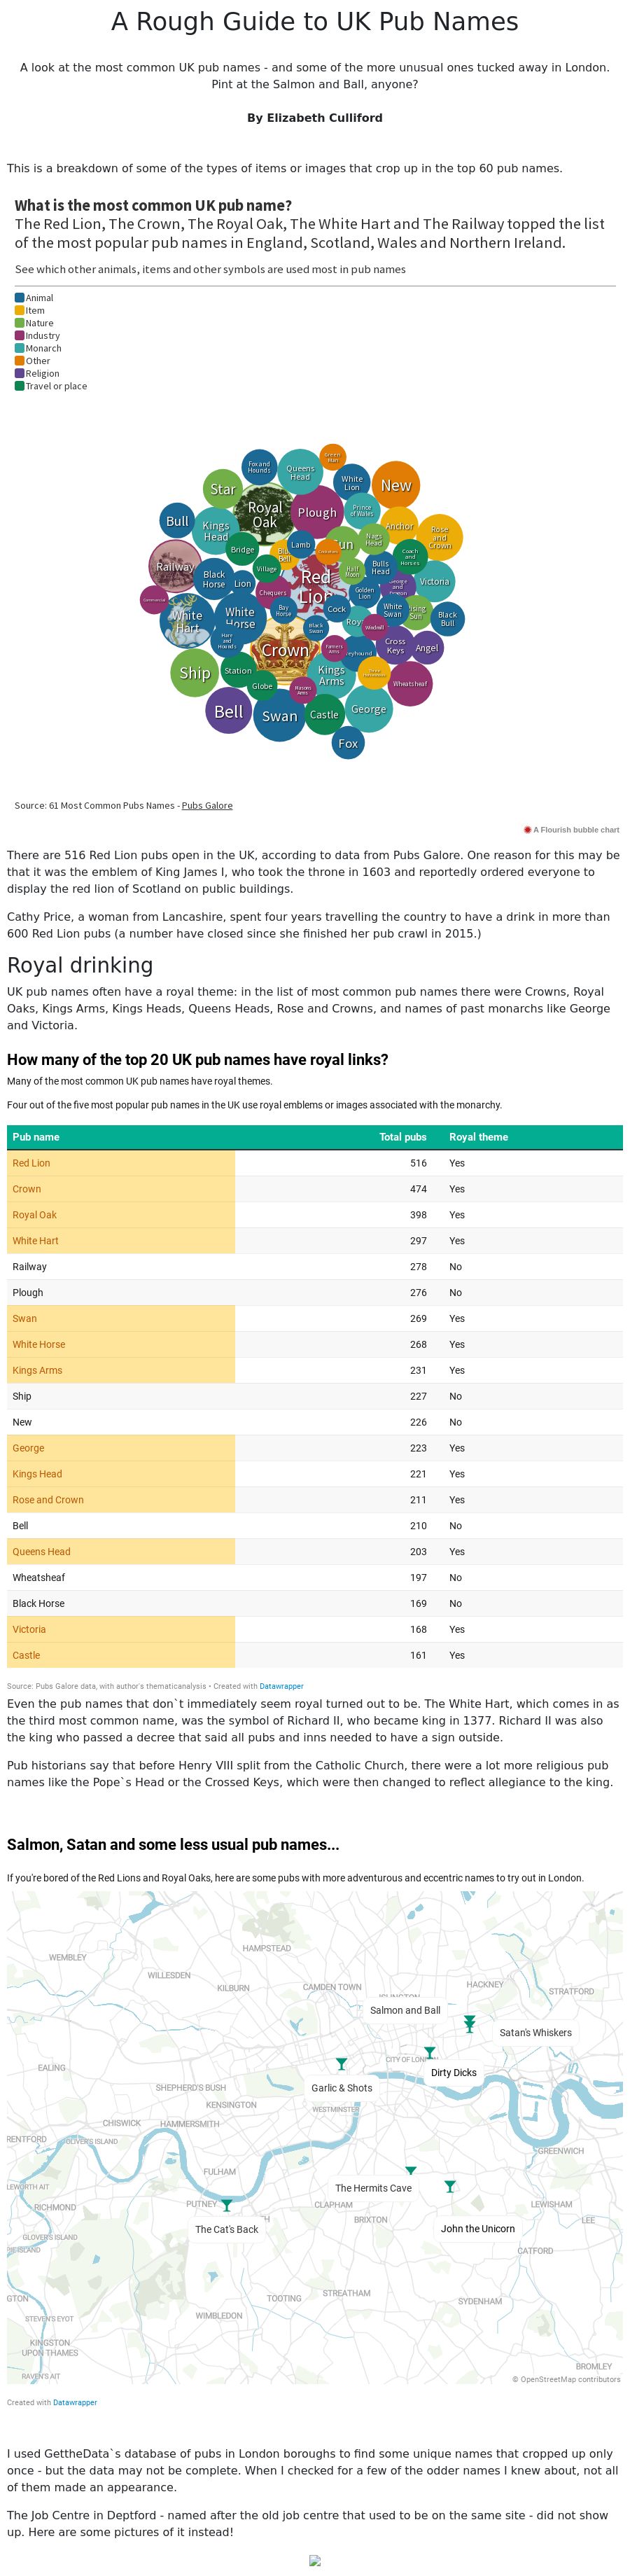 A Rough Guide to UK Pub Names
A look at the most common UK pub names - and some of the more unusual ones tucked away in London.
Pint at the Salmon and Ball, anyone?
By Elizabeth Culliford
This is a breakdown of some of the types of items or images that crop up in the top 60 pub names.
What is the most common UK pub name?
The Red Lion, The Crown, The Royal Oak, The White Hart and The Railway topped the list
of the most popular pub names in England, Scotland, Wales and Northern Ireland.
See which other animals, items and other symbols are used most in pub names
Animal
Item
Nature
Industry
Monarch
Other
Religion
Travel or place
Green
Man
Fox and
Hounds
Queens
Head
White
Lion
New
Star
Royal
Oak
Plough
Prince
of Wales
Bull
Kings
Head
Anchor
Rose
and
Crown
Nags
Head
Bridge
Lamb
Sun
Coach
and
Horses
Railway
Village
Half
Moon
Bulls
Head
Black
Horse
Lion
Red
Lion
Victoria
Chequers
Golden
Lion
White
Hart
White
Horse
Bay
Horse
Cock
White
Swan
Black
Bull
Black
Swan
Hare
and
Hounds
Crown
Farmers
Arms
Cross
Keys
Angel
Ship
Station
Kings
Arms
Wheatsheaf
Globe
Masons
Arms
Bell
Swan
Castle
George
Fox
Source: 61 Most Common Pubs Names - Pubs Galore
A Flourish bubble chart
There are 516 Red Lion pubs open in the UK, according to data from Pubs Galore. One reason for this may be
that it was the emblem of King James I, who took the throne in 1603 and reportedly ordered everyone to
display the red lion of Scotland on public buildings.
Cathy Price, a woman from Lancashire, spent four years travelling the country to have a drink in more than
600 Red Lion pubs (a number have closed since she finished her pub crawl in 2015.)
Royal drinking
UK pub names often have a royal theme: in the list of most common pub names there were Crowns, Royal
Oaks, Kings Arms, Kings Heads, Queens Heads, Rose and Crowns, and names of past monarchs like George
and Victoria.
How many of the top 20 UK pub names have royal links?
Many of the most common UK pub names have royal themes.
Four out of the five most popular pub names in the UK use royal emblems or images associated with the monarchy.
Pub name Total pubs Royal theme
Red Lion 516 Yes
Crown 474 Yes
Royal Oak 398 Yes
White Hart 297 Yes
Railway 278 No
Plough 276 No
Swan 269 Yes
White Horse 268 Yes
Kings Arms 231 Yes
Ship 227 No
New 226 No
George 223 Yes
Kings Head 221 Yes
Rose and Crown 211 Yes
Bell 210 No
Queens Head 203 Yes
Wheatsheaf 197 No
Black Horse 169 No
Victoria 168 Yes
Castle 161 Yes
Source: Pubs Galore data, with author's thematicanalysis • Created with Datawrapper
Even the pub names that don`t immediately seem royal turned out to be. The White Hart, which comes in as
the third most common name, was the symbol of Richard II, who became king in 1377. Richard II was also
the king who passed a decree that said all pubs and inns needed to have a sign outside.
Pub historians say that before Henry VIII split from the Catholic Church, there were a lot more religious pub
names like the Pope`s Head or the Crossed Keys, which were then changed to reflect allegiance to the king.
Salmon, Satan and some less usual pub names...
If you're bored of the Red Lions and Royal Oaks, here are some pubs with more adventurous and eccentric names to try out in London.
HAMPSTEAD
WEMBLEY
WILLESDEN
KILBURN
CAMDEN TOWN
HACKNEY
STRATFORD
ISLINGTON
Salmon and Ball
Satan's Whiskers
CITY OF LONDON
EALING
Dirty Dicks
SHEPHERD'S BUSH
Garlic & Shots
KENSINGTON
WESTMINSTER
CHISWICK
HAMMERSMITH
BRENTFORD
OLIVER'S ISLAND
GREENWICH
FULHAM
The Hermits Cave
ISLEWORTH AIT
RICHMOND
PUTNEY
CLAPHAM
LEWISHAM
BRIXTON
LEE
The Cat's Back
John the Unicorn
GLOVER'S ISLAND
CATFORD
STREATHAM
TOOTING
SYDENHAM
WIMBLEDON
STEVEN'S EYOT
KINGSTON
UPON THAMES
BROMLEY
RAVEN'S AIT
© OpenStreetMap contributors
Created with Datawrapper
I used GettheData`s database of pubs in London boroughs to find some unique names that cropped up only
once - but the data may not be complete. When I checked for a few of the odder names I knew about, not all
of them made an appearance.
The Job Centre in Deptford - named after the old job centre that used to be on the same site - did not show
up. Here are some pictures of it instead!